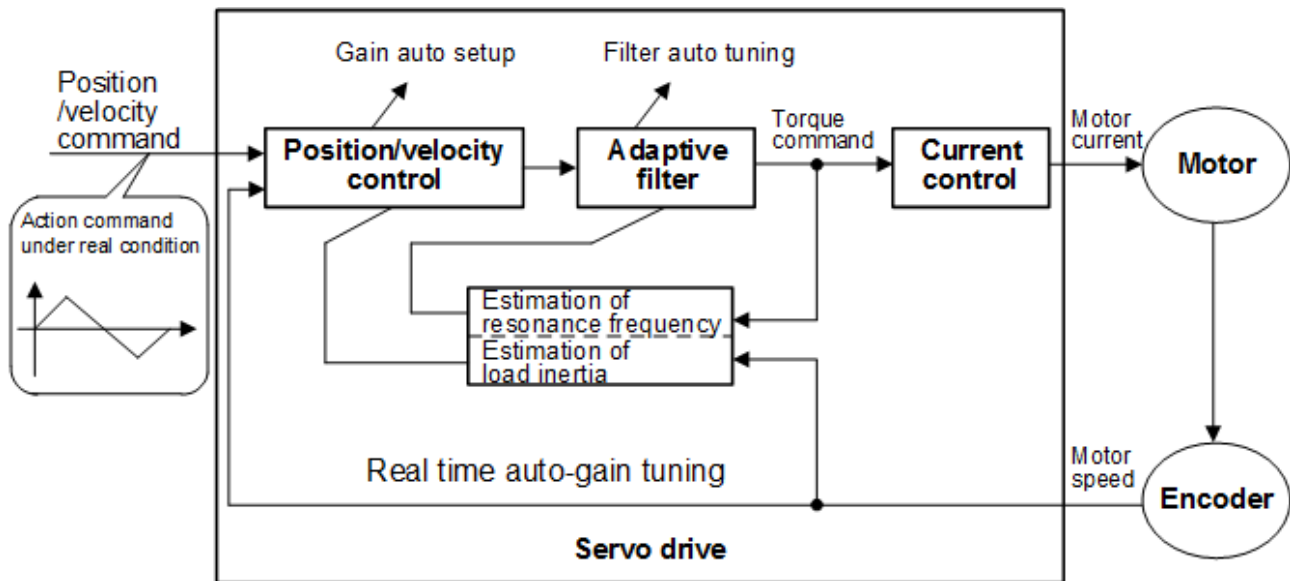 Gain auto setup
Filter auto tuning
Position
/velocity
command
Torque
command
Motor
current
Position/velocity
control
Adaptive
filter
Current
control
Motor
Action command
under real condition
Estimation of
resonance frequency
Estimation of
load inertia
Real time auto-gain tuning
Motor
speed
Encoder
Servo drive